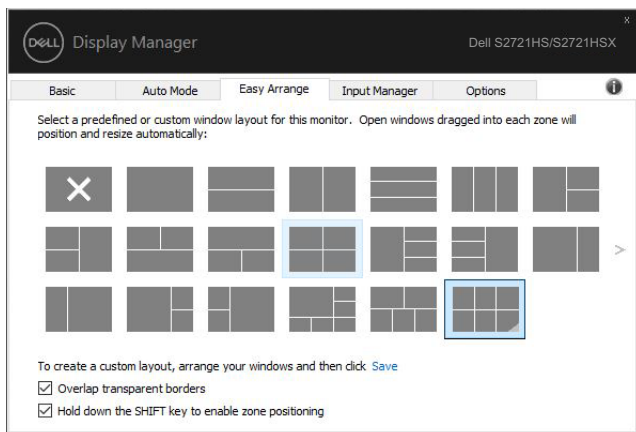 x
DELL Display Manager Dell S2721HS/S2721HSX
Basic Auto Mode Easy Arrange Input Manager Options
Select a predefined or custom window layout for this monitor. Open windows dragged into each zone will
position and resize automatically:
To create a custom layout, arrange your windows and then click Save
Overlap transparent borders
Hold down the SHIFT key to enable zone positioning